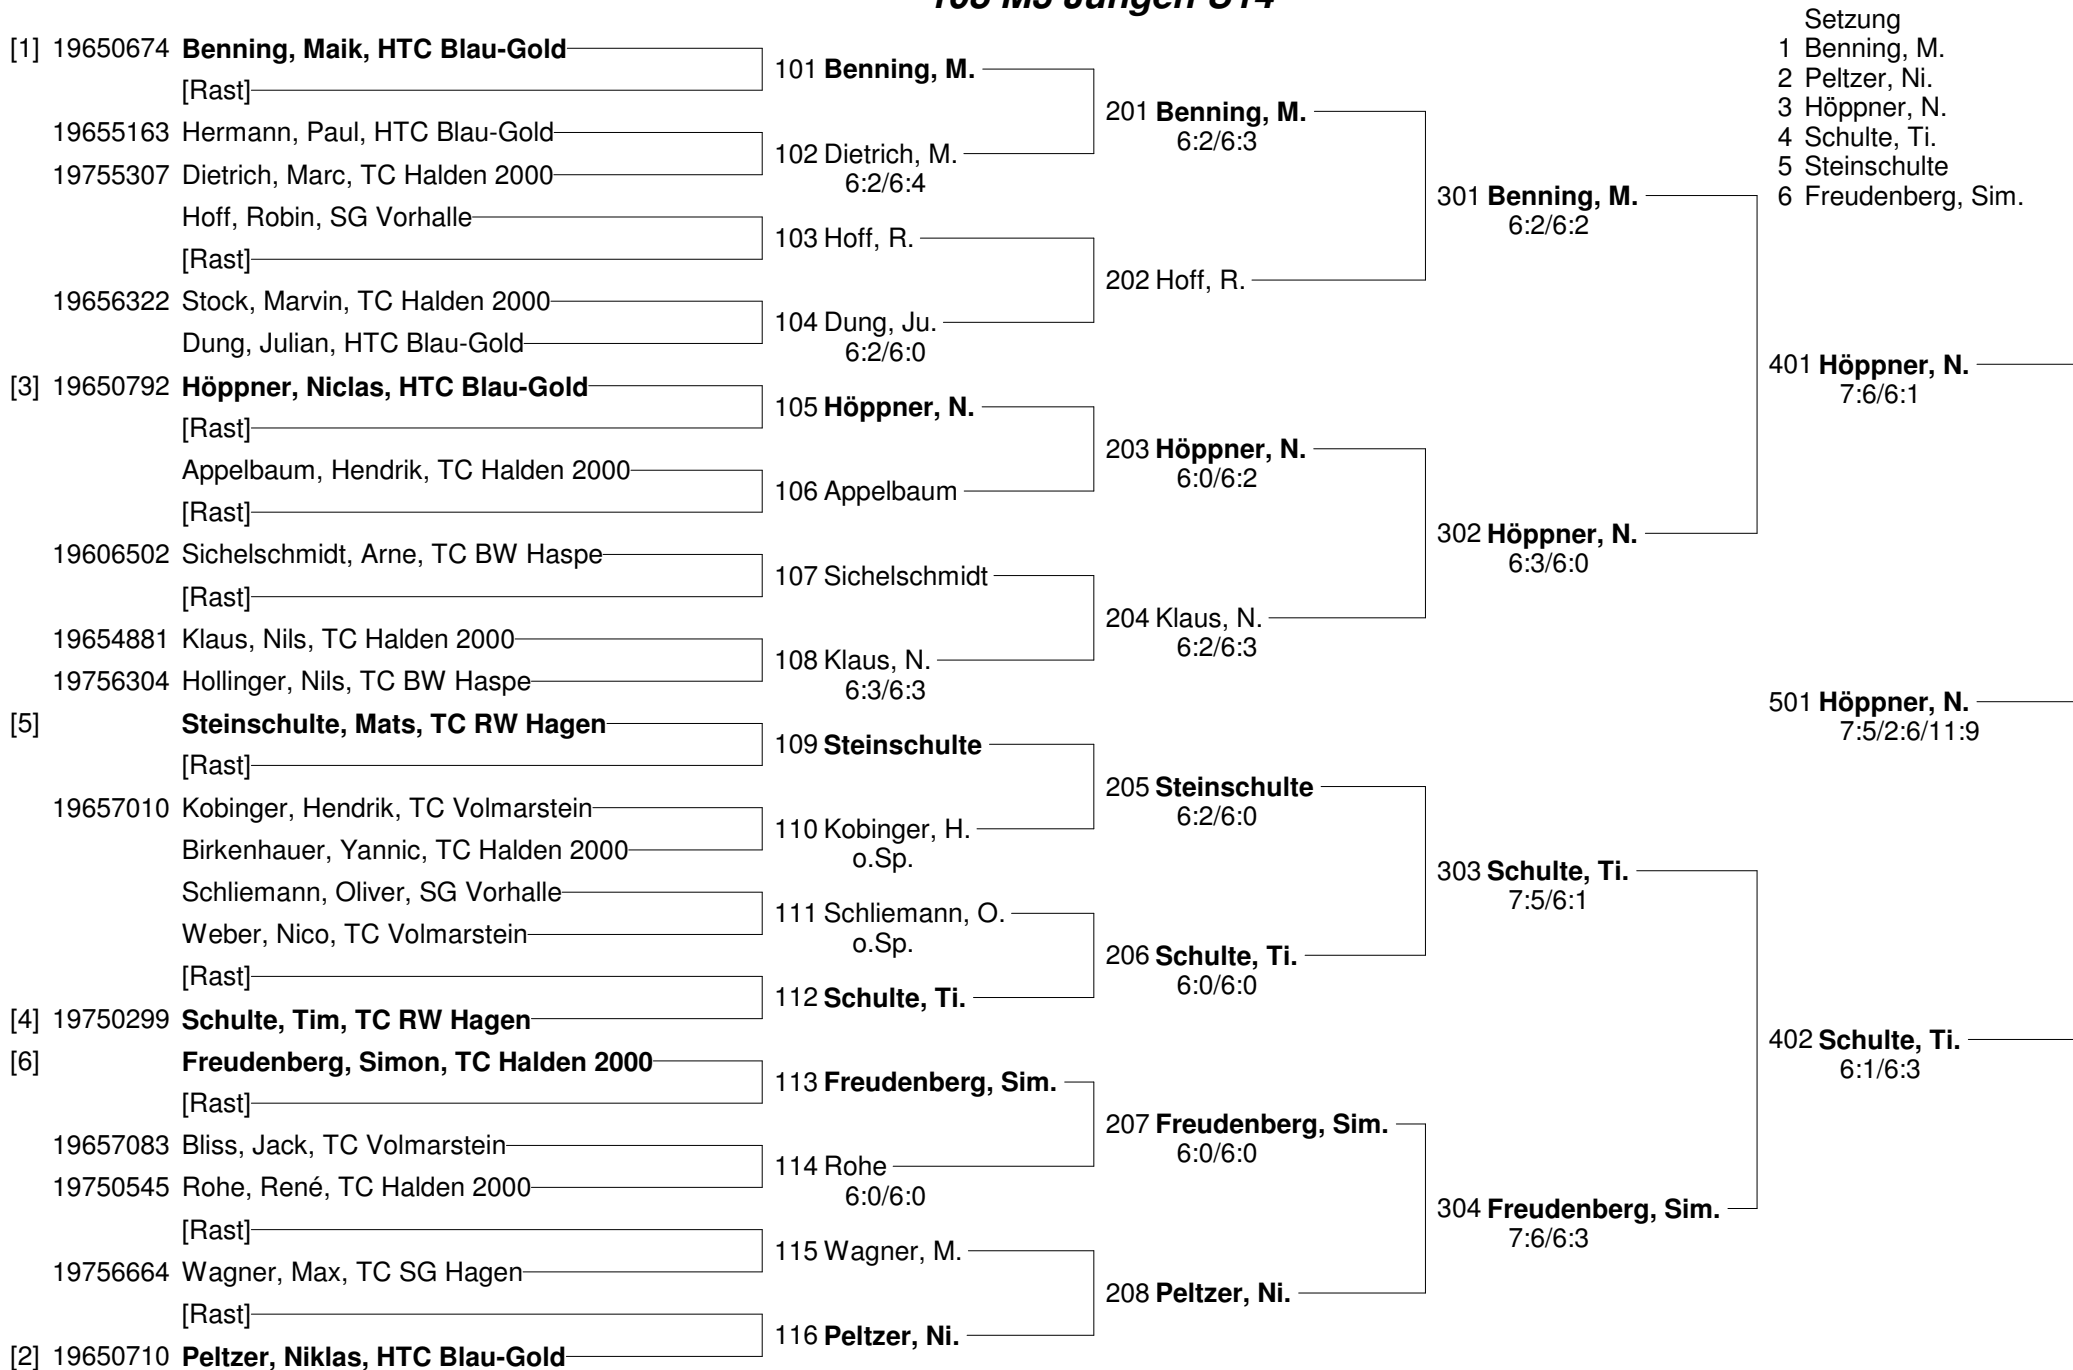 108 M3 Jungen U14
Setzung
1 Benning, M.
2 Peltzer, Ni.
3 Höppner, N.
4 Schulte, Ti.
5 Steinschulte
6 Freudenberg, Sim.
[1] 19650674 Benning, Maik, HTC Blau-Gold
[Rast]
19655163 Hermann, Paul, HTC Blau-Gold
19755307 Dietrich, Marc, TC Halden 2000
Hoff, Robin, SG Vorhalle
[Rast]
19656322 Stock, Marvin, TC Halden 2000
Dung, Julian, HTC Blau-Gold
[3] 19650792 Höppner, Niclas, HTC Blau-Gold
[Rast]
Appelbaum, Hendrik, TC Halden 2000
[Rast]
19606502 Sichelschmidt, Arne, TC BW Haspe
[Rast]
19654881 Klaus, Nils, TC Halden 2000
19756304 Hollinger, Nils, TC BW Haspe
[5] Steinschulte, Mats, TC RW Hagen
[Rast]
19657010 Kobinger, Hendrik, TC Volmarstein
Birkenhauer, Yannic, TC Halden 2000
Schliemann, Oliver, SG Vorhalle
Weber, Nico, TC Volmarstein
[Rast]
[4] 19750299 Schulte, Tim, TC RW Hagen
[6] Freudenberg, Simon, TC Halden 2000
[Rast]
19657083 Bliss, Jack, TC Volmarstein
19750545 Rohe, René, TC Halden 2000
[Rast]
19756664 Wagner, Max, TC SG Hagen
[Rast]
[2] 19650710 Peltzer, Niklas, HTC Blau-Gold
101 Benning, M.
102 Dietrich, M.
6:2/6:4
103 Hoff, R.
104 Dung, Ju.
6:2/6:0
105 Höppner, N.
106 Appelbaum
107 Sichelschmidt
108 Klaus, N.
6:3/6:3
109 Steinschulte
110 Kobinger, H.
o.Sp.
111 Schliemann, O.
o.Sp.
112 Schulte, Ti.
113 Freudenberg, Sim.
114 Rohe
6:0/6:0
115 Wagner, M.
116 Peltzer, Ni.
201 Benning, M.
6:2/6:3
202 Hoff, R.
203 Höppner, N.
6:0/6:2
204 Klaus, N.
6:2/6:3
205 Steinschulte
6:2/6:0
206 Schulte, Ti.
6:0/6:0
207 Freudenberg, Sim.
6:0/6:0
208 Peltzer, Ni.
301 Benning, M.
6:2/6:2
302 Höppner, N.
6:3/6:0
303 Schulte, Ti.
7:5/6:1
304 Freudenberg, Sim.
7:6/6:3
401 Höppner, N.
7:6/6:1
501 Höppner, N.
7:5/2:6/11:9
402 Schulte, Ti.
6:1/6:3